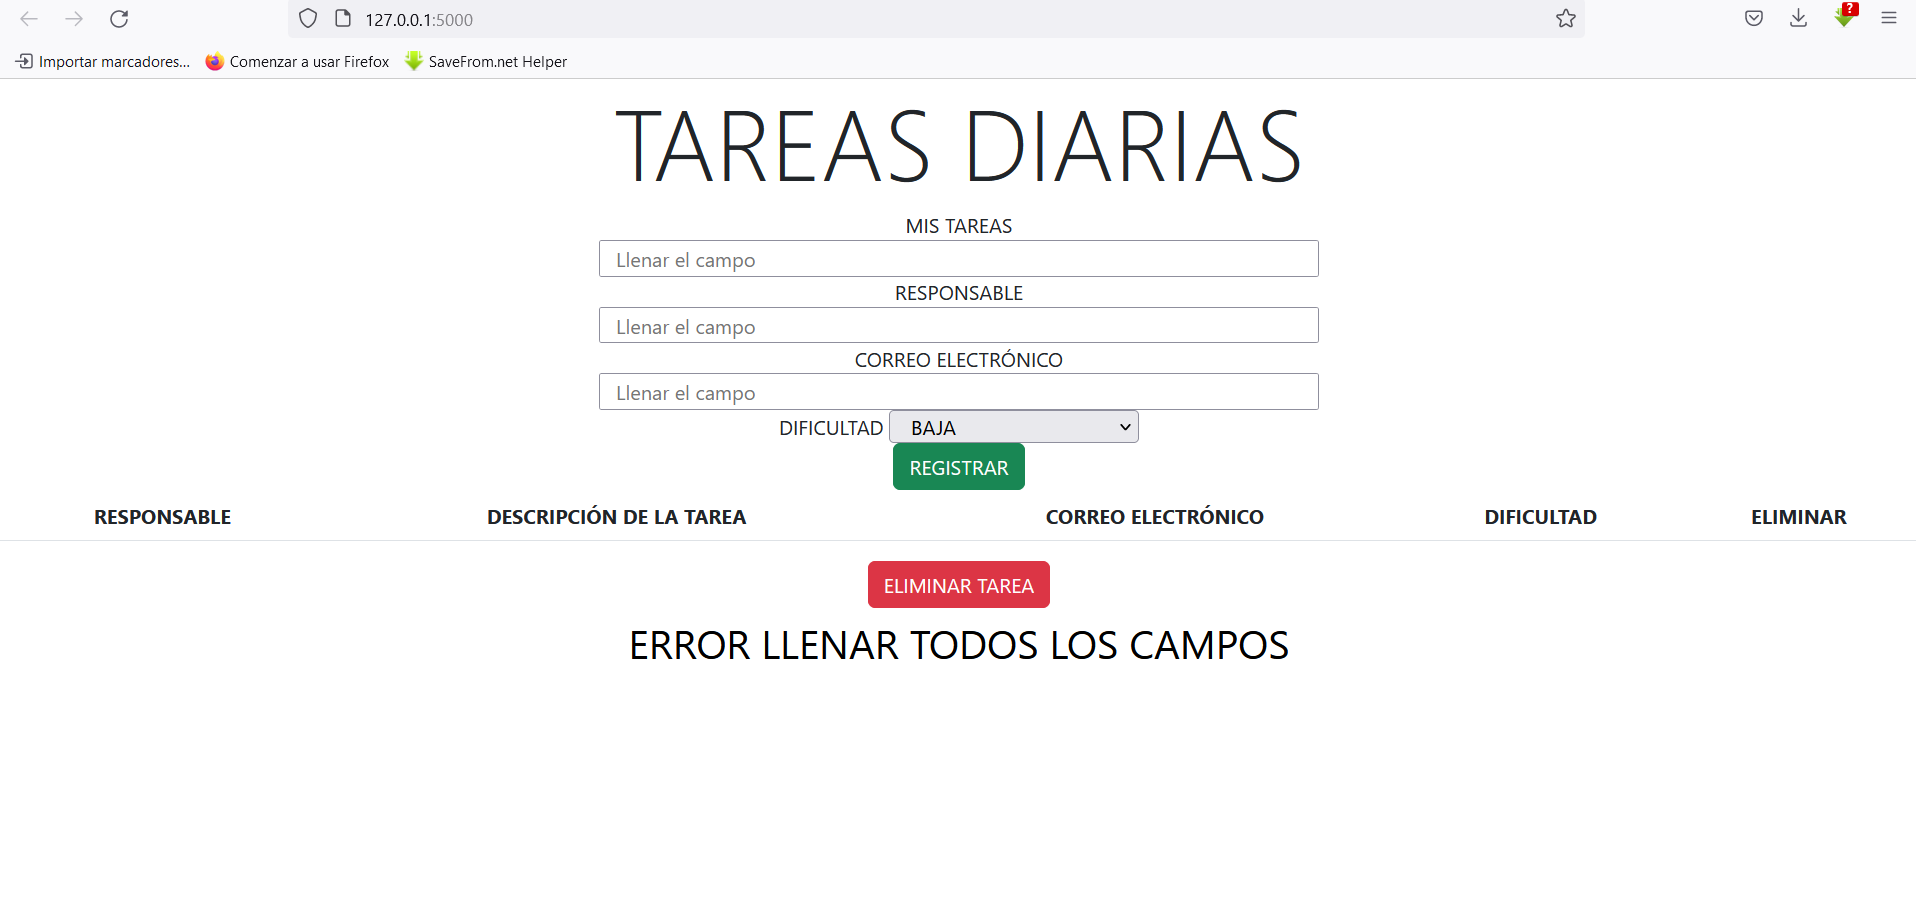 127.0.0.1:5000
?
Importar marcadores... Comenzar a usar Firefox SaveFrom.net Helper
TAREAS DIARIAS
MIS TAREAS
Llenar el campo
RESPONSABLE
Llenar el campo
CORREO ELECTRÓNICO
Llenar el campo
DIFICULTAD BAJA
REGISTRAR
RESPONSABLE DESCRIPCIÓN DE LA TAREA CORREO ELECTRÓNICO DIFICULTAD ELIMINAR
ELIMINAR TAREA
ERROR LLENAR TODOS LOS CAMPOS